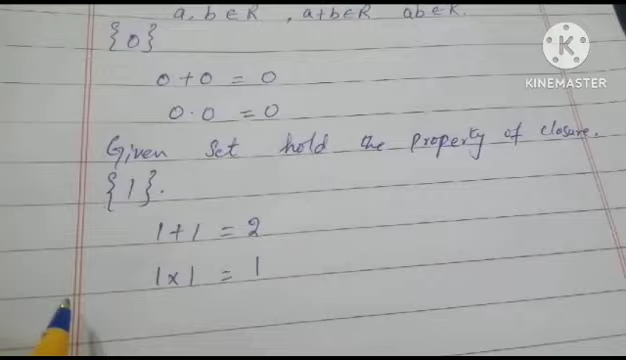 a, b ∈ R , a+b ∈ R ab ∈ R.
{0}
0 + 0 = 0
0 · 0 = 0
Given set hold the property of closure.
{1}.
1 + 1 = 2
1 × 1 = 1
K
KINEMASTER